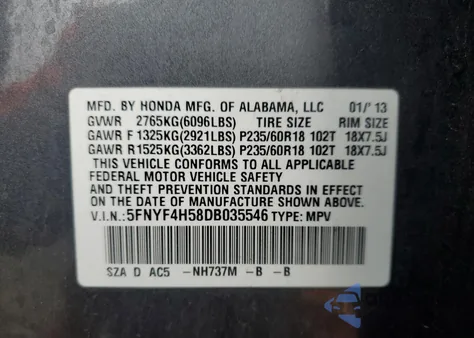 MFD. BY HONDA MFG. OF ALABAMA, LLC 01/'13
GVWR 2765KG(6096LBS) TIRE SIZE RIM SIZE
GAWR F 1325KG(2921LBS) P235/60R18 102T 18X7.5J
GAWR R 1525KG(3362LBS) P235/60R18 102T 18X7.5J
THIS VEHICLE CONFORMS TO ALL APPLICABLE
FEDERAL MOTOR VEHICLE SAFETY
AND THEFT PREVENTION STANDARDS IN EFFECT
ON THE DATE OF MANUFACTURE SHOWN ABOVE.
V.I.N.: 5FNYF4H58DB035546 TYPE: MPV
SZA D AC5 -NH737M -B -B